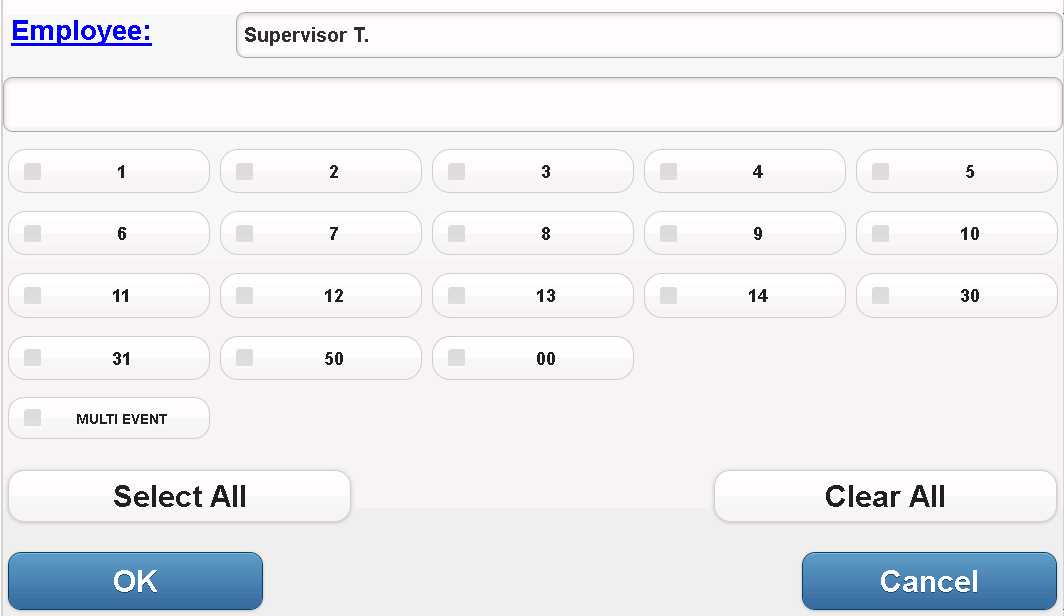 Employee: Supervisor T.
1 2 3 4 5
6 7 8 9 10
11 12 13 14 30
31 50 00
MULTI EVENT
Select All Clear All
OK Cancel